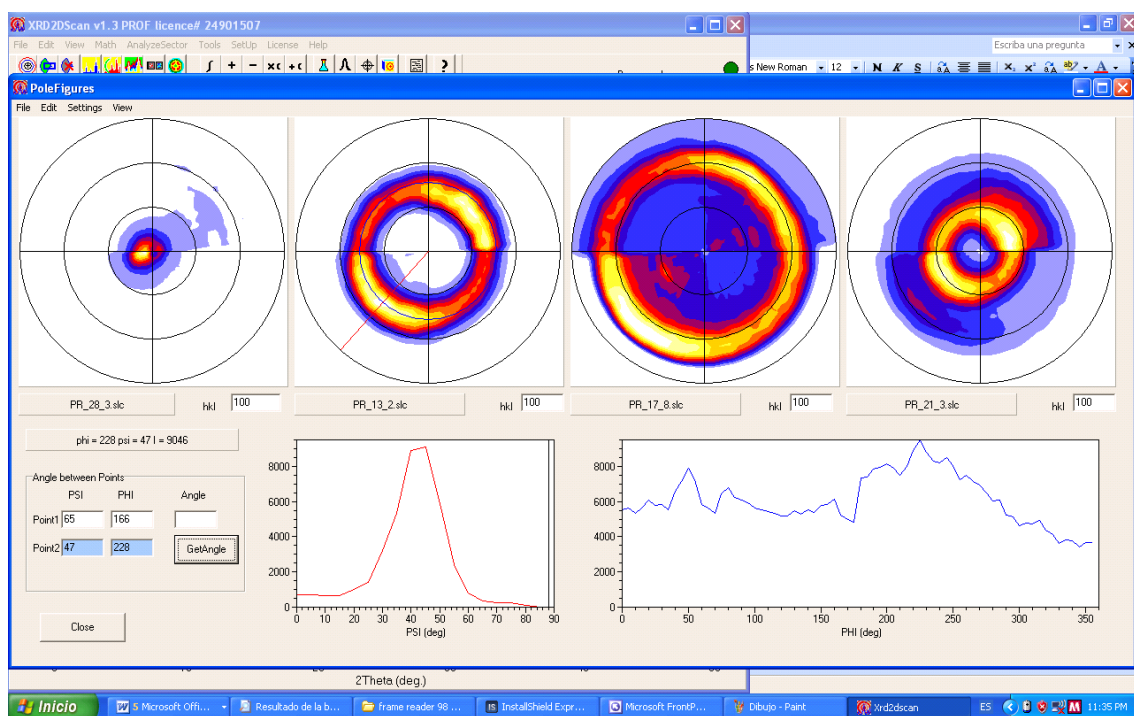 XRD2DScan v1.3 PROF licence# 24901507
File Edit View Math AnalyzeSector Tools SetUp License Help
Escriba una pregunta
s New Roman 12 N K S
PoleFigures
File Edit Settings View
PR_28_3.slc hkl 100 PR_13_2.slc hkl 100 PR_17_8.slc hkl 100 PR_21_3.slc hkl 100
phi = 228 psi = 47 I = 9046
Angle between Points
PSI PHI Angle
Point1 65 166
Point2 47 228 GetAngle
Close
8000
6000
4000
2000
0
0 10 20 30 40 50 60 70 80 90
PSI (deg)
8000
6000
4000
2000
0
0 50 100 150 200 250 300 350
PHI (deg)
2Theta (deg.)
Inicio 5 Microsoft Offi... Resultado de la b... frame reader 98 ... InstallShield Expr... Microsoft FrontP... Dibujo - Paint Xrd2dscan ES 11:35 PM